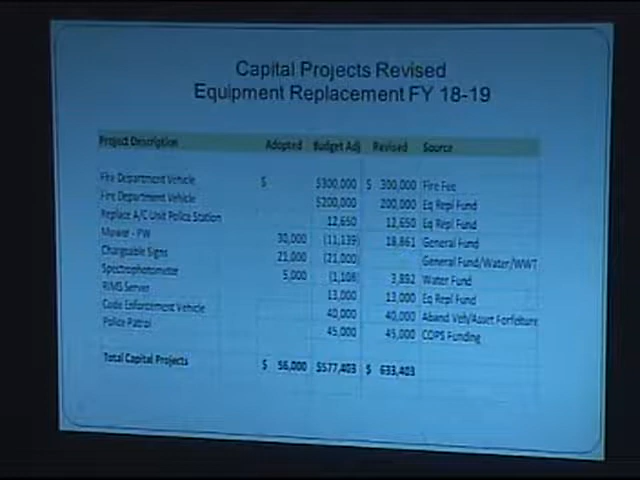 Capital Projects Revised
Equipment Replacement FY 18-19
Project Description Adopted Budget Adj Revised Source
Fire Department Vehicle $ $300,000 $ 300,000 Fire Fee
Fire Department Vehicle $200,000 200,000 Eq Repl Fund
Replace A/C Unit Police Station 12,650 12,650 Eq Repl Fund
Mower - PW 30,000 (11,139) 18,861 General Fund
Changeable Signs 21,000 (21,000) General Fund/Water/WWT
Spectrophotometer 5,000 (1,108) 3,892 Water Fund
RIMS Server 13,000 13,000 Eq Repl Fund
Code Enforcement Vehicle 40,000 40,000 Aband Veh/Asset Forfeiture
Police Patrol 45,000 45,000 COPS Funding
Total Capital Projects $ 56,000 $577,403 $ 633,403